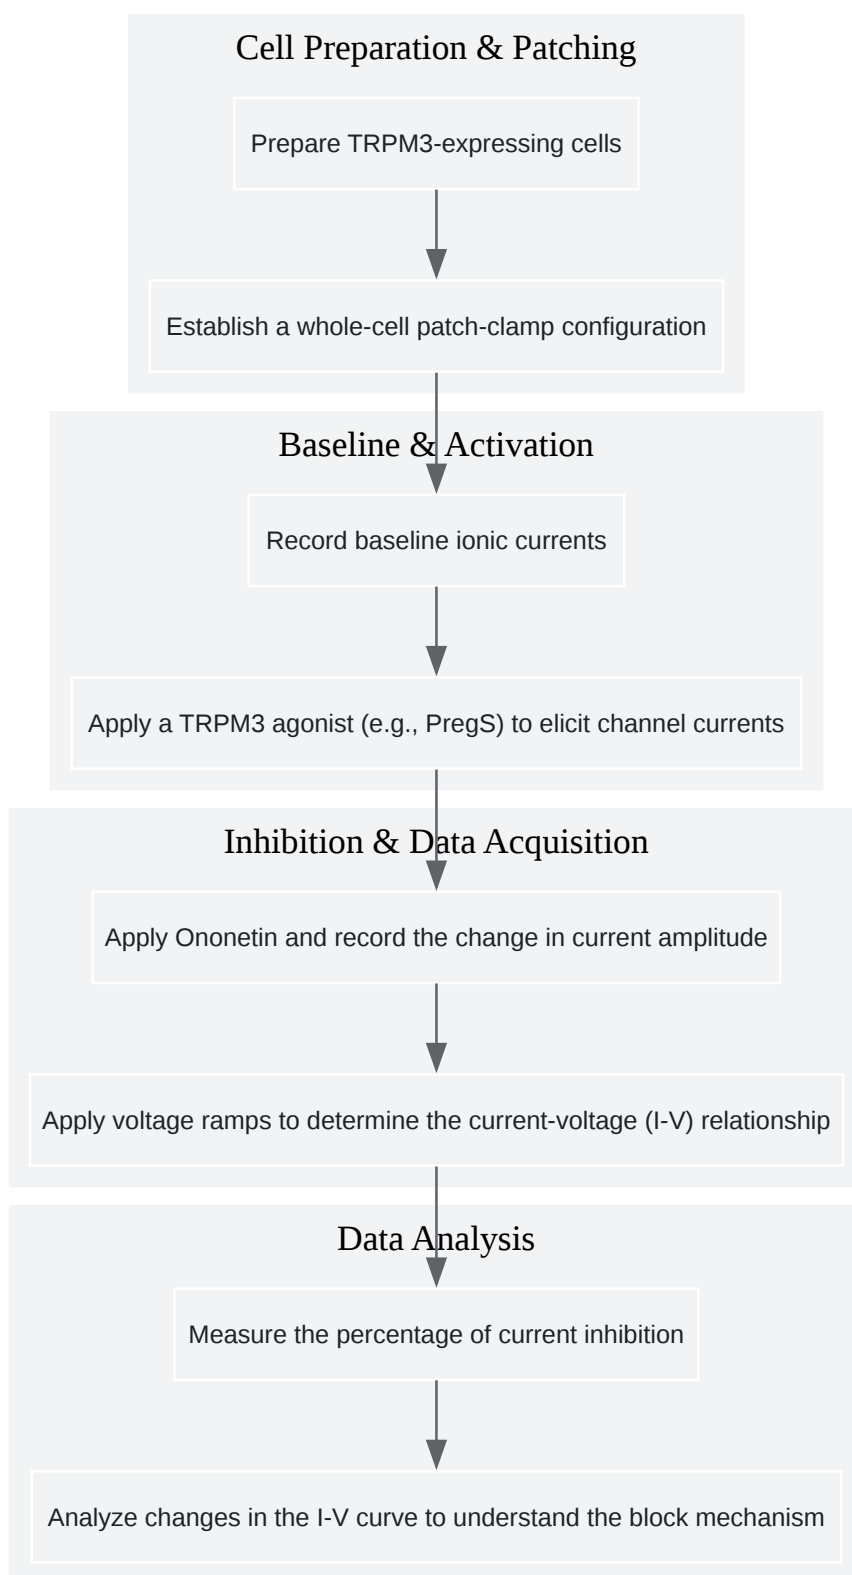 Cell Preparation & Patching
Prepare TRPM3-expressing cells
Establish a whole-cell patch-clamp configuration
Baseline & Activation
Record baseline ionic currents
Apply a TRPM3 agonist (e.g., PregS) to elicit channel currents
Inhibition & Data Acquisition
Apply Ononetin and record the change in current amplitude
Apply voltage ramps to determine the current-voltage (I-V) relationship
Data Analysis
Measure the percentage of current inhibition
Analyze changes in the I-V curve to understand the block mechanism